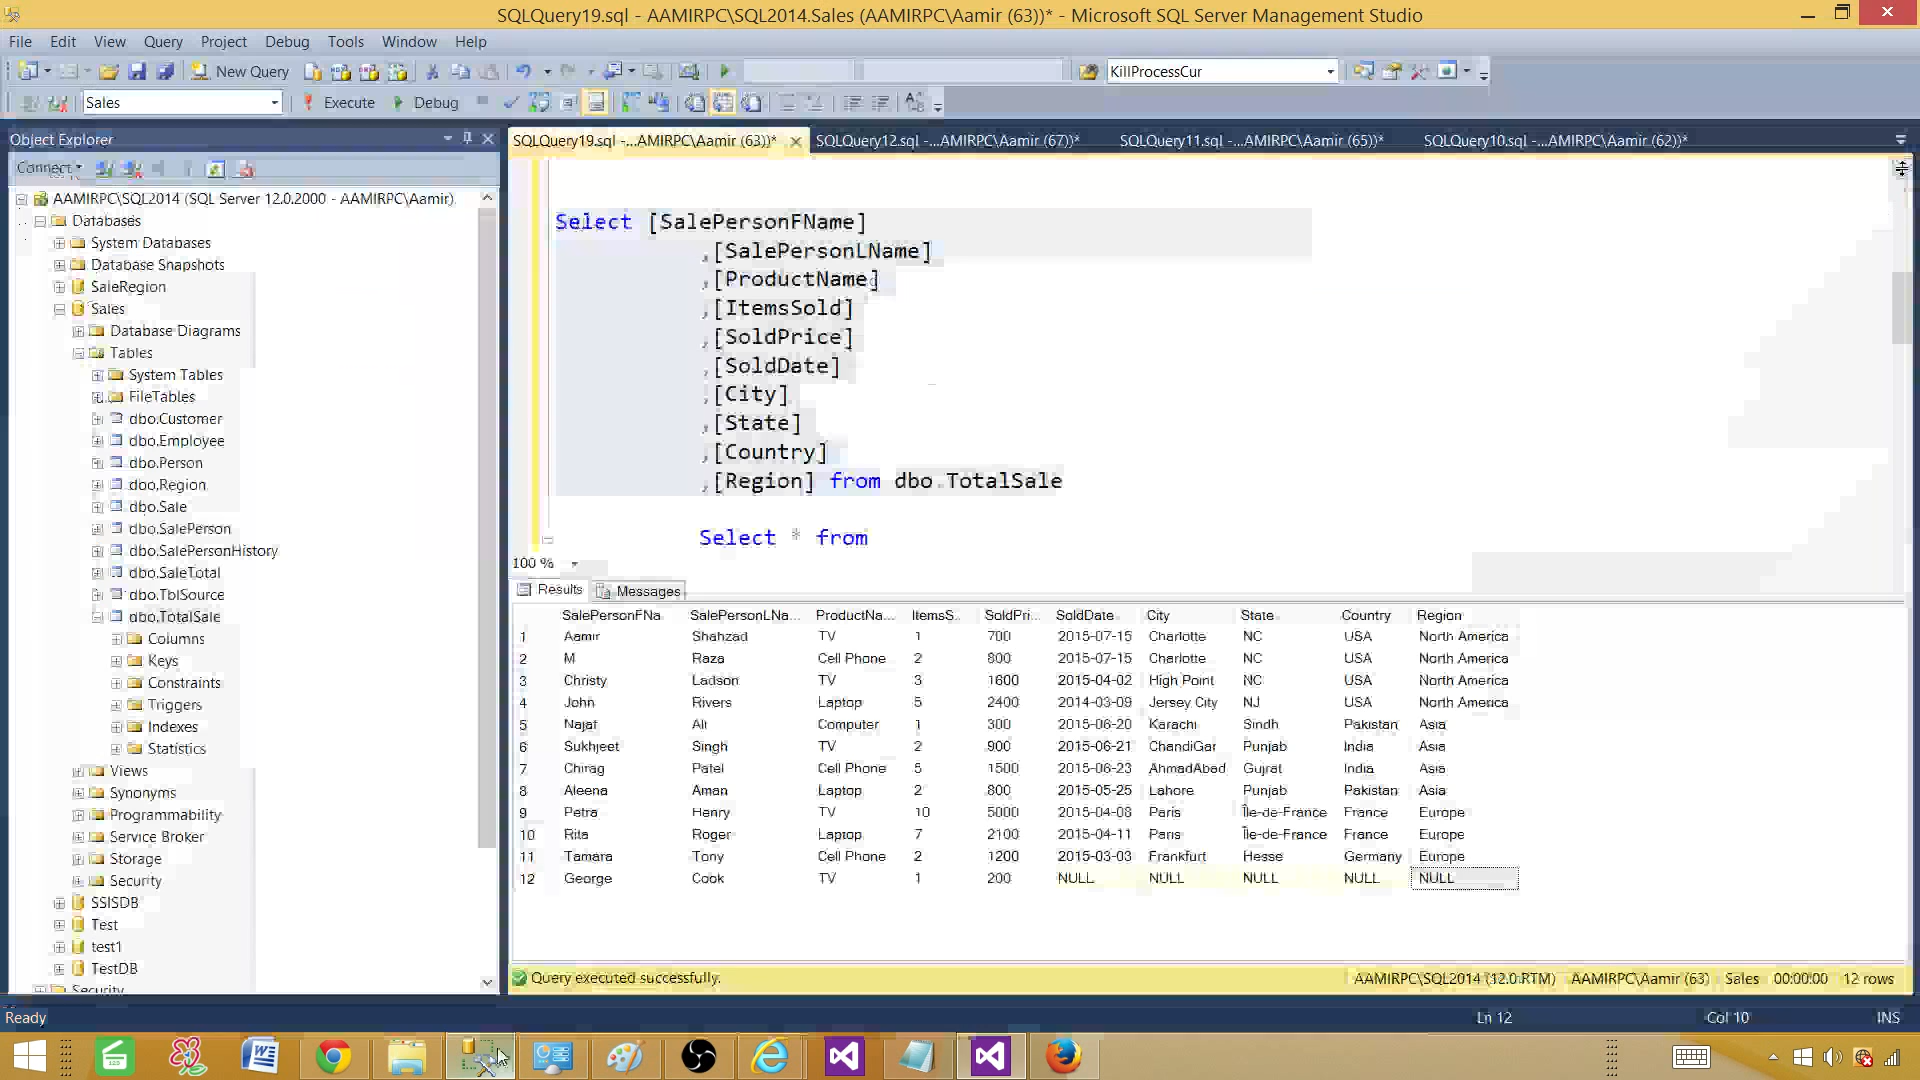 SQLQuery19.sql - AAMIRPC\SQL2014.Sales (AAMIRPC\Aamir (63))* - Microsoft SQL Server Management Studio
File Edit View Query Project Debug Tools Window Help
New Query KillProcessCur
Sales Execute Debug
Object Explorer
Connect
AAMIRPC\SQL2014 (SQL Server 12.0.2000 - AAMIRPC\Aamir)
Databases
System Databases
Database Snapshots
SaleRegion
Sales
Database Diagrams
Tables
System Tables
FileTables
dbo.Customer
dbo.Employee
dbo.Person
dbo.Region
dbo.Sale
dbo.SalePerson
dbo.SalePersonHistory
dbo.SaleTotal
dbo.TblSource
dbo.TotalSale
Columns
Keys
Constraints
Triggers
Indexes
Statistics
Views
Synonyms
Programmability
Service Broker
Storage
Security
SSISDB
Test
test1
TestDB
Security
SQLQuery19.sql -...AMIRPC\Aamir (63))* SQLQuery12.sql -...AMIRPC\Aamir (67))* SQLQuery11.sql -...AMIRPC\Aamir (65))* SQLQuery10.sql -...AMIRPC\Aamir (62))*
Select [SalePersonFName]
,[SalePersonLName]
,[ProductName]
,[ItemsSold]
,[SoldPrice]
,[SoldDate]
,[City]
,[State]
,[Country]
,[Region] from dbo.TotalSale
Select * from
100 %
Results Messages
SalePersonFNa SalePersonLNa... ProductNa... ItemsS... SoldPri... SoldDate City State Country Region
1 Aamir Shahzad TV 1 700 2015-07-15 Charlotte NC USA North America
2 M Raza Cell Phone 2 800 2015-07-15 Charlotte NC USA North America
3 Christy Ladson TV 3 1600 2015-04-02 High Point NC USA North America
4 John Rivers Laptop 5 2400 2014-03-09 Jersey City NJ USA North America
5 Najaf Ali Computer 1 300 2015-06-20 Karachi Sindh Pakistan Asia
6 Sukhjeet Singh TV 2 900 2015-06-21 ChandiGar Punjab India Asia
7 Chirag Patel Cell Phone 5 1500 2015-06-23 AhmadAbad Gujrat India Asia
8 Aleena Aman Laptop 2 800 2015-05-25 Lahore Punjab Pakistan Asia
9 Petra Henry TV 10 5000 2015-04-08 Paris Île-de-France France Europe
10 Rita Roger Laptop 7 2100 2015-04-11 Paris Île-de-France France Europe
11 Tamara Tony Cell Phone 2 1200 2015-03-03 Frankfurt Hesse Germany Europe
12 George Cook TV 1 200 NULL NULL NULL NULL NULL
Query executed successfully. AAMIRPC\SQL2014 (12.0 RTM) AAMIRPC\Aamir (63) Sales 00:00:00 12 rows
Ready Ln 12 Col 10 INS